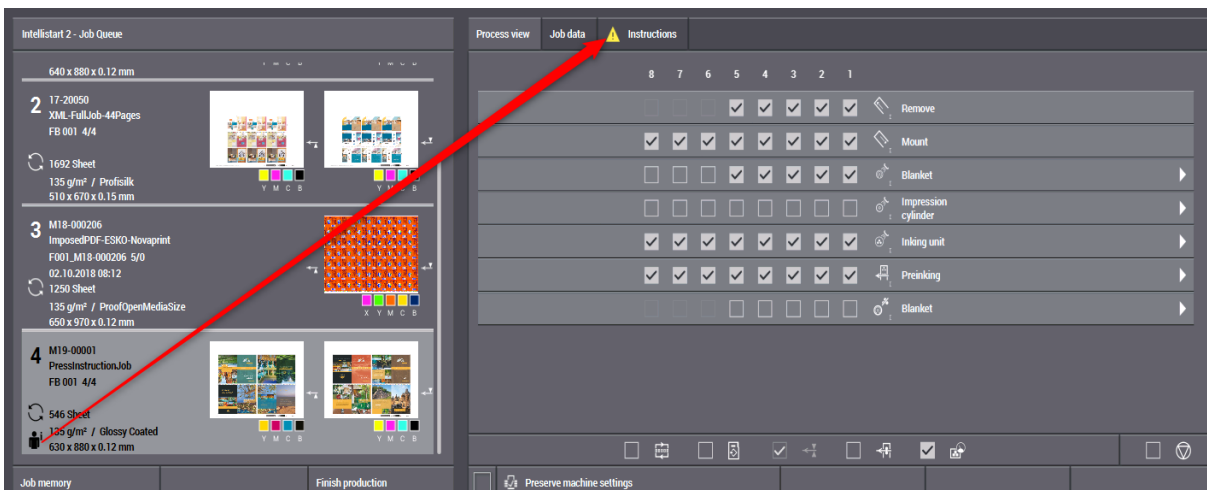 Intellistart 2 - Job Queue
640 x 880 x 0.12 mm
Y M C B
Y M C B
2
17-20050
XML-FullJob-44Pages
FB 001 4/4
1692 Sheet
135 g/m² / Profisilk
510 x 670 x 0.15 mm
Y M C B
Y M C B
3
M18-000206
ImposedPDF-ESKO-Novaprint
F001_M18-000206 5/0
02.10.2018 08:12
1250 Sheet
135 g/m² / ProofOpenMediaSize
650 x 970 x 0.12 mm
X Y M C B
4
M19-00001
PressInstructionJob
FB 001 4/4
546 Sheet
135 g/m² / Glossy Coated
630 x 880 x 0.12 mm
Y M C B
Y M C B
Job memory
Finish production
Process view
Job data
Instructions
8 7 6 5 4 3 2 1
Remove
Mount
Blanket
Impression
cylinder
Inking unit
Preinking
Blanket
Preserve machine settings